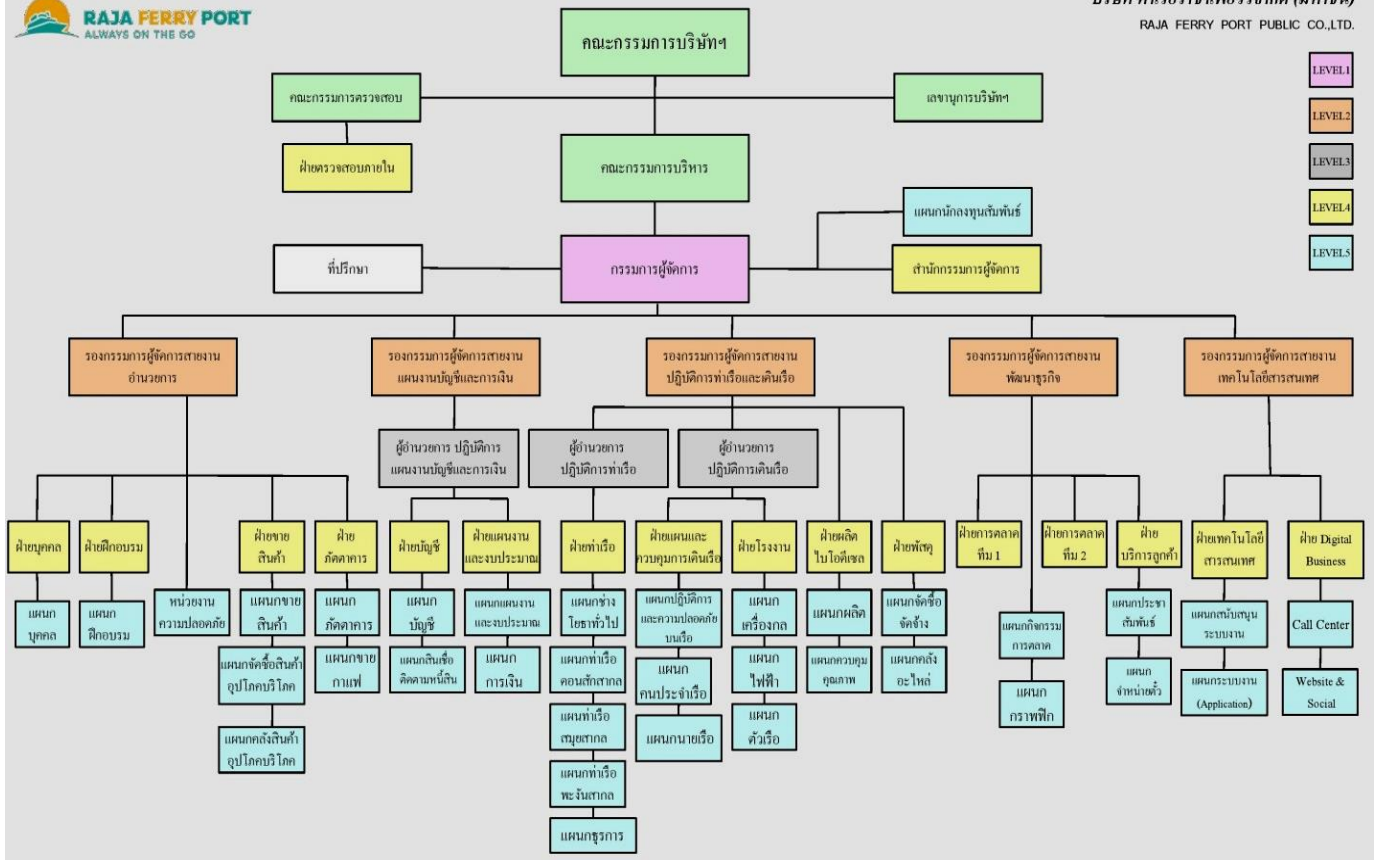 RAJA FERRY PORT
ALWAYS ON THE GO
RAJA FERRY PORT PUBLIC CO.,LTD.
LEVEL1
LEVEL2
LEVEL3
LEVEL4
LEVEL5
คณะกรรมการบริษัทฯ
คณะกรรมการตรวจสอบ
เลขานุการบริษัทฯ
ฝ่ายตรวจสอบภายใน
คณะกรรมการบริหาร
แผนกนักลงทุนสัมพันธ์
ที่ปรึกษา
กรรมการผู้จัดการ
สำนักกรรมการผู้จัดการ
รองกรรมการผู้จัดการสายงาน
อำนวยการ
รองกรรมการผู้จัดการสายงาน
แผนงานบัญชีและการเงิน
รองกรรมการผู้จัดการสายงาน
ปฏิบัติการท่าเรือและเดินเรือ
รองกรรมการผู้จัดการสายงาน
พัฒนาธุรกิจ
รองกรรมการผู้จัดการสายงาน
เทคโนโลยีสารสนเทศ
ผู้อำนวยการ ปฏิบัติการ
แผนงานบัญชีและการเงิน
ผู้อำนวยการ
ปฏิบัติการท่าเรือ
ผู้อำนวยการ
ปฏิบัติการเดินเรือ
ฝ่ายบุคคล
ฝ่ายฝึกอบรม
ฝ่ายขาย
สินค้า
ฝ่าย
ภัตตาคาร
ฝ่ายบัญชี
ฝ่ายแผนงาน
และงบประมาณ
ฝ่ายท่าเรือ
ฝ่ายแผนและ
ควบคุมการเดินเรือ
ฝ่ายโรงงาน
ฝ่ายผลิต
ไบโอดีเซล
ฝ่ายพัสดุ
ฝ่ายการตลาด
ทีม 1
ฝ่ายการตลาด
ทีม 2
ฝ่าย
บริการลูกค้า
ฝ่ายเทคโนโลยี
สารสนเทศ
ฝ่าย Digital
Business
แผนก
บุคคล
แผนก
ฝึกอบรม
หน่วยงาน
ความปลอดภัย
แผนกขาย
สินค้า
แผนกจัดซื้อสินค้า
อุปโภคบริโภค
แผนกคลังสินค้า
อุปโภคบริโภค
แผนก
ภัตตาคาร
แผนกขาย
กาแฟ
แผนก
บัญชี
แผนกสินเชื่อ
ติดตามหนี้สิน
แผนกแผนงาน
และงบประมาณ
แผนก
การเงิน
แผนกช่าง
โยธาทั่วไป
แผนกท่าเรือ
ดอนสักสากล
แผนท่าเรือ
สมุยสากล
แผนกท่าเรือ
พะงันสากล
แผนกธุรการ
แผนกปฏิบัติการ
และความปลอดภัย
บนเรือ
แผนก
คนประจำเรือ
แผนกนายเรือ
แผนก
เครื่องกล
แผนก
ไฟฟ้า
แผนก
ตัวเรือ
แผนกผลิต
แผนกควบคุม
คุณภาพ
แผนกจัดซื้อ
จัดจ้าง
แผนกคลัง
อะไหล่
แผนกกิจกรรม
การตลาด
แผนก
กราฟฟิก
แผนกประชา
สัมพันธ์
แผนก
จำหน่ายตั๋ว
แผนกสนับสนุน
ระบบงาน
แผนกระบบงาน
(Application)
Call Center
Website &
Social